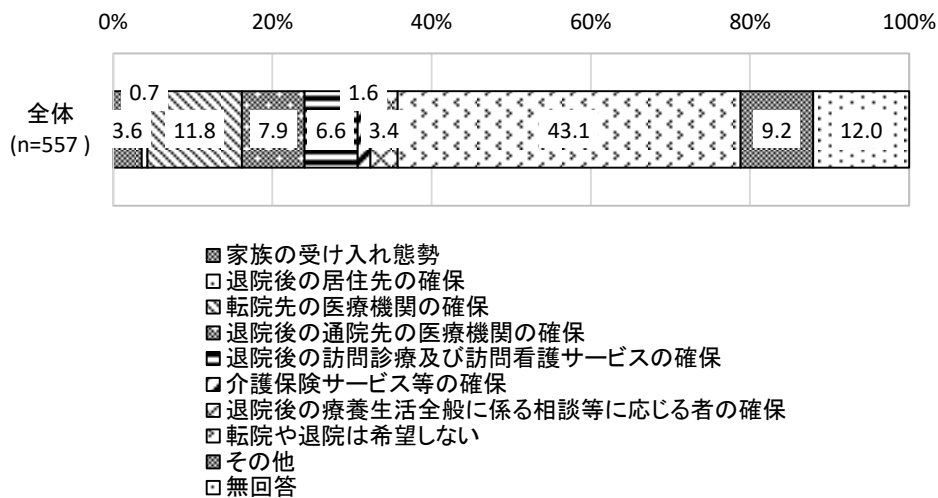 0% 20% 40% 60% 80% 100%
0.7 1.6
全体
(n=557 )
3.6 11.8 7.9 6.6 3.4 43.1 9.2 12.0
家族の受け入れ態勢
退院後の居住先の確保
転院先の医療機関の確保
退院後の通院先の医療機関の確保
退院後の訪問診療及び訪問看護サービスの確保
介護保険サービス等の確保
退院後の療養生活全般に係る相談等に応じる者の確保
転院や退院は希望しない
その他
無回答